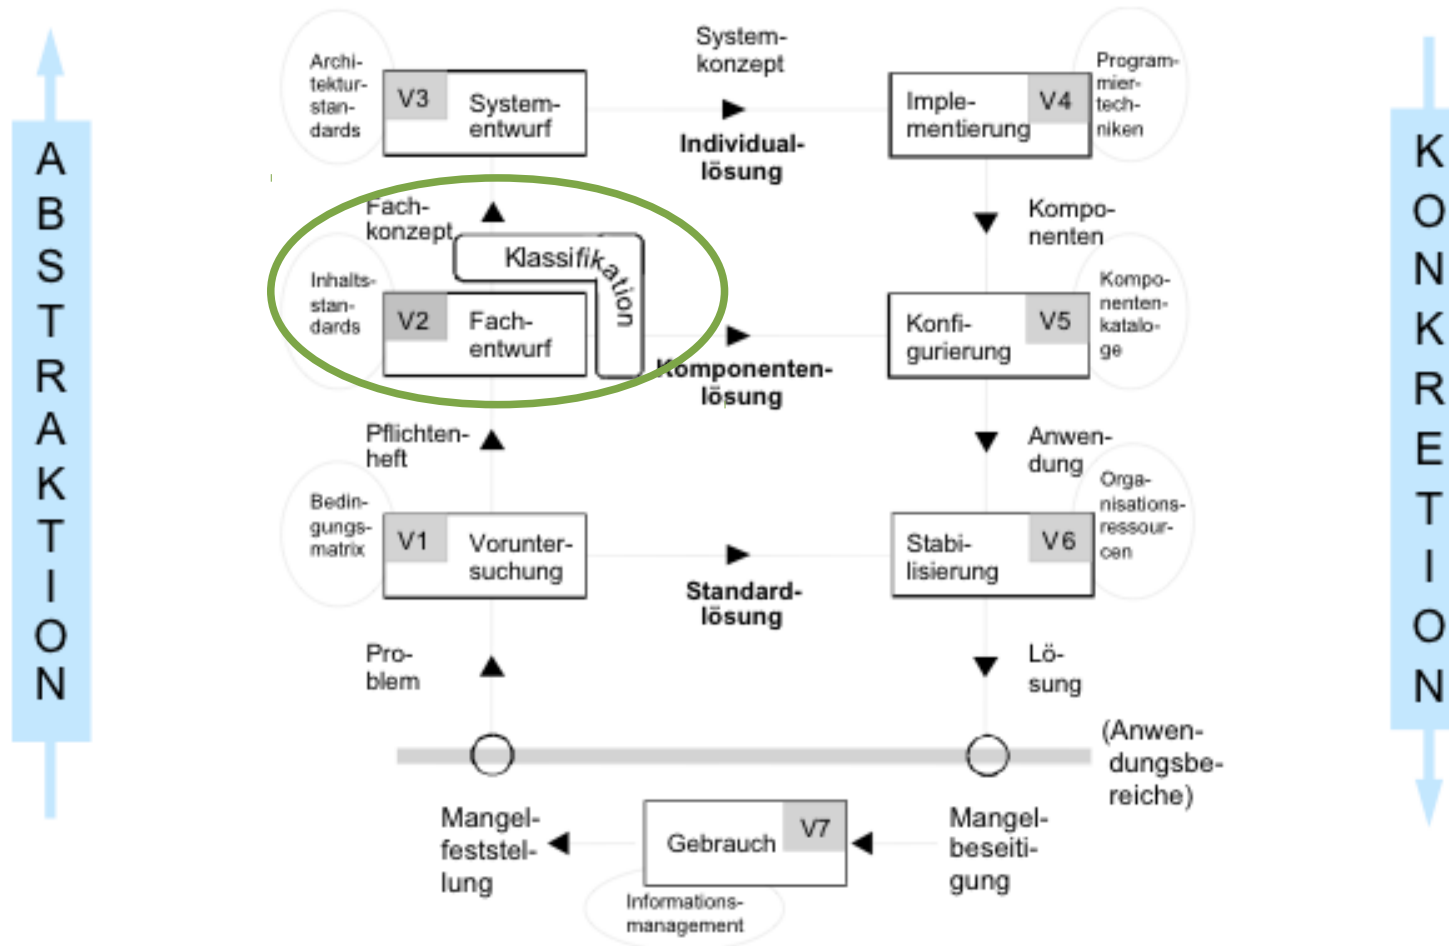 ABSTRAKTION
Archi-
tektur-
stan-
dards
V3
System-
entwurf
System-
konzept
Individual-
lösung
Imple-
mentierung
V4
Program-
mier-
tech-
niken
Fach-
konzept
Klassifikation
Kompo-
nenten
Inhalts-
stan-
dards
V2
Fach-
entwurf
Komponenten-
lösung
Konfi-
gurierung
V5
Kompo-
nenten-
katalo-
ge
Pflichten-
heft
Anwen-
dung
Bedin-
gungs-
matrix
V1
Vorunter-
suchung
Standard-
lösung
Stabi-
lisierung
V6
Orga-
nisations-
ressour-
cen
Pro-
blem
Lö-
sung
(Anwen-
dungsbe-
reiche)
Mangel-
feststel-
lung
Gebrauch
V7
Mangel-
beseiti-
gung
Informations-
management
KONKRETION